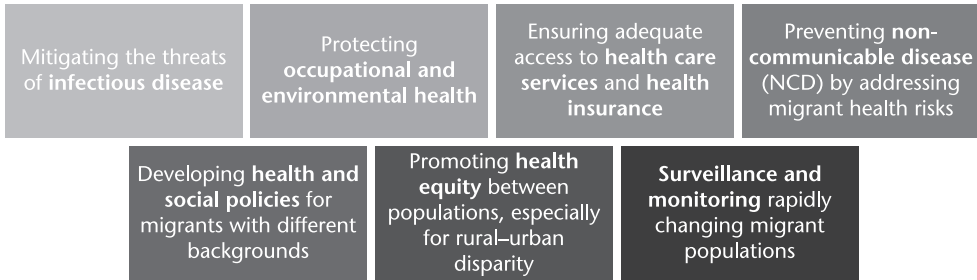 Mitigating the threats
of infectious disease
Protecting
occupational and
environmental health
Ensuring adequate
access to health care
services and health
insurance
Preventing non-
communicable disease
(NCD) by addressing
migrant health risks
Developing health and
social policies for
migrants with different
backgrounds
Promoting health
equity between
populations, especially
for rural–urban
disparity
Surveillance and
monitoring rapidly
changing migrant
populations